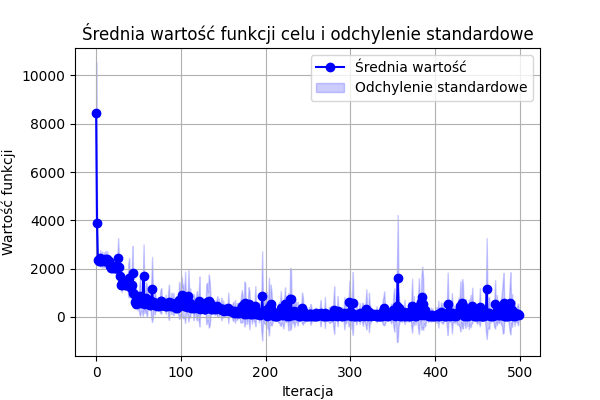 Średnia wartość funkcji celu i odchylenie standardowe
Wartość funkcji
10000
8000
6000
4000
2000
0
Średnia wartość
Odchylenie standardowe
0 100 200 300 400 500
Iteracja